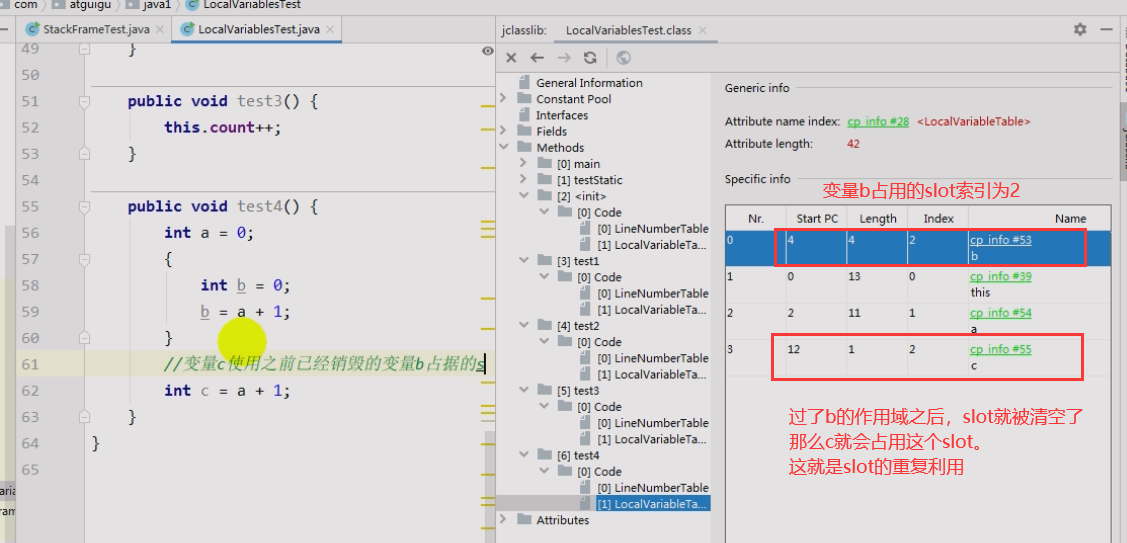 com
atguigu
java1
LocalVariablesTest
StackFrameTest.java
LocalVariablesTest.java
49 }
50
51 public void test3() {
52 this.count++;
53 }
54
55 public void test4() {
56 int a = 0;
57 {
58 int b = 0;
59 b = a + 1;
60 }
61 //变量c使用之前已经销毁的变量b占据的s
62 int c = a + 1;
63 }
64 }
65
jclasslib:
LocalVariablesTest.class
General Information
Constant Pool
Interfaces
Fields
Methods
[0] main
[1] testStatic
[2] <init>
[0] Code
[0] LineNumberTable
[1] LocalVariableTa...
[3] test1
[0] Code
[0] LineNumberTable
[1] LocalVariableTa...
[4] test2
[0] Code
[0] LineNumberTable
[1] LocalVariableTa...
[5] test3
[0] Code
[0] LineNumberTable
[1] LocalVariableTa...
[6] test4
[0] Code
[0] LineNumberTable
[1] LocalVariableTa...
Attributes
Generic info
Attribute name index: cp info #28 <LocalVariableTable>
Attribute length: 42
Specific info
变量b占用的slot索引为2
Nr. Start PC Length Index Name
0 4 4 2 cp info #53
b
1 0 13 0 cp info #39
this
2 2 11 1 cp info #54
a
3 12 1 2 cp info #55
c
过了b的作用域之后，slot就被清空了
那么c就会占用这个slot。
这就是slot的重复利用